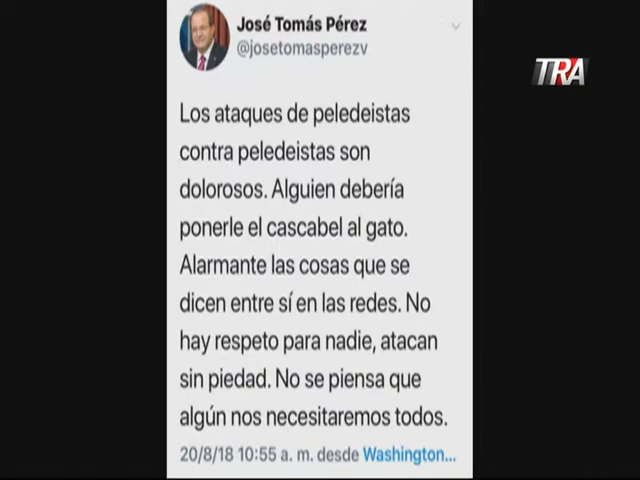 José Tomás Pérez
@josetomasperezv
TRA
Los ataques de peledeistas
contra peledeistas son
dolorosos. Alguien debería
ponerle el cascabel al gato.
Alarmante las cosas que se
dicen entre sí en las redes. No
hay respeto para nadie, atacan
sin piedad. No se piensa que
algún nos necesitaremos todos.
20/8/18 10:55 a. m. desde Washington...